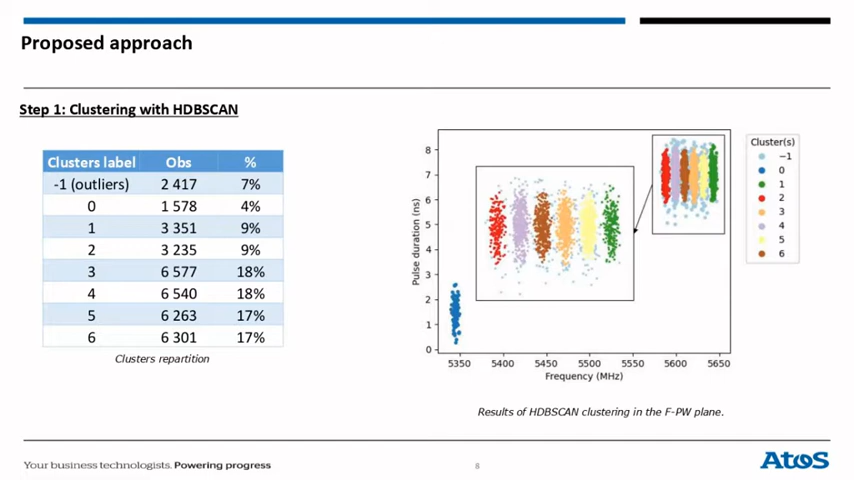 Proposed approach
Step 1: Clustering with HDBSCAN
Clusters label Obs %
-1 (outliers) 2 417 7%
0 1 578 4%
1 3 351 9%
2 3 235 9%
3 6 577 18%
4 6 540 18%
5 6 263 17%
6 6 301 17%
Clusters repartition
Pulse duration (ns)
8
7
6
5
4
3
2
1
0
5350 5400 5450 5500 5550 5600 5650
Frequency (MHz)
Cluster(s)
−1
0
1
2
3
4
5
6
Results of HDBSCAN clustering in the F-PW plane.
Your business technologists. Powering progress
8
Atos